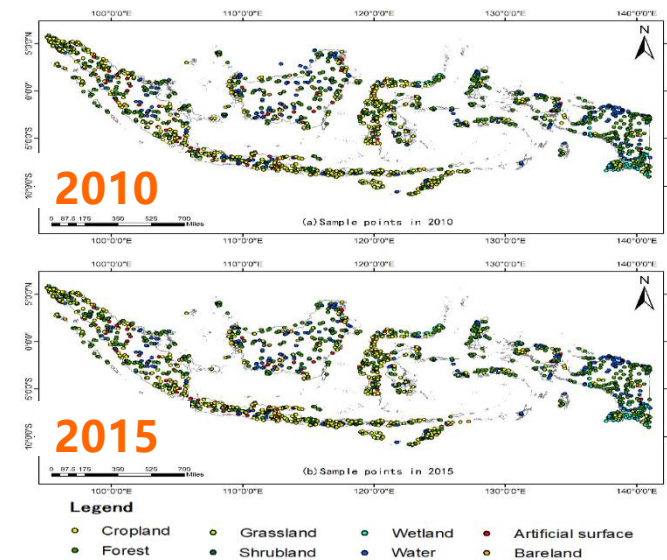 100°0'0"E 110°0'0"E 120°0'0"E 130°0'0"E 140°0'0"E
5°0'0"N
0°0'0"
5°0'0"S
10°0'0"S
N
2010
0 87.5 175 350 525 700
Miles
(a)Sample points in 2010
100°0'0"E 110°0'0"E 120°0'0"E 130°0'0"E 140°0'0"E
100°0'0"E 110°0'0"E 120°0'0"E 130°0'0"E 140°0'0"E
5°0'0"N
0°0'0"
5°0'0"S
10°0'0"S
N
2015
0 87.5 175 350 525 700
Miles
(b)Sample points in 2015
100°0'0"E 110°0'0"E 120°0'0"E 130°0'0"E 140°0'0"E
Legend
Cropland Grassland Wetland Artificial surface
Forest Shrubland Water Bareland